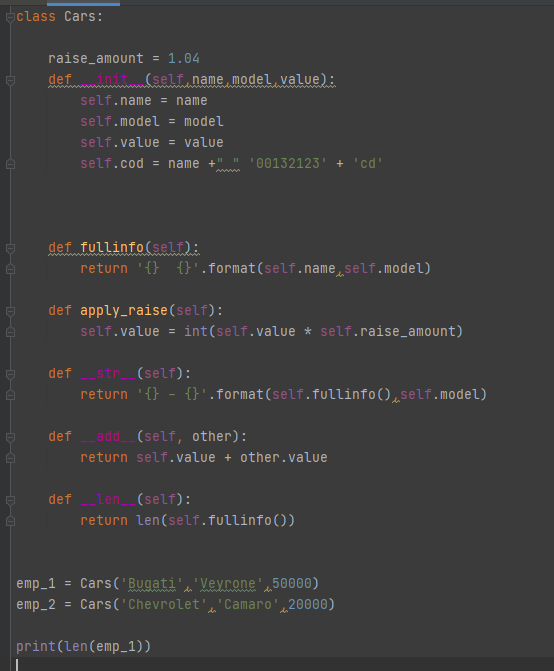 class Cars:
    raise_amount = 1.04
    def __init__(self,name,model,value):
        self.name = name
        self.model = model
        self.value = value
        self.cod = name +" " '00132123' + 'cd'
    def fullinfo(self):
        return '{}  {}'.format(self.name,self.model)
    def apply_raise(self):
        self.value = int(self.value * self.raise_amount)
    def __str__(self):
        return '{} - {}'.format(self.fullinfo(),self.model)
    def __add__(self, other):
        return self.value + other.value
    def __len__(self):
        return len(self.fullinfo())
emp_1 = Cars('Bugati','Veyrone',50000)
emp_2 = Cars('Chevrolet','Camaro',20000)
print(len(emp_1))